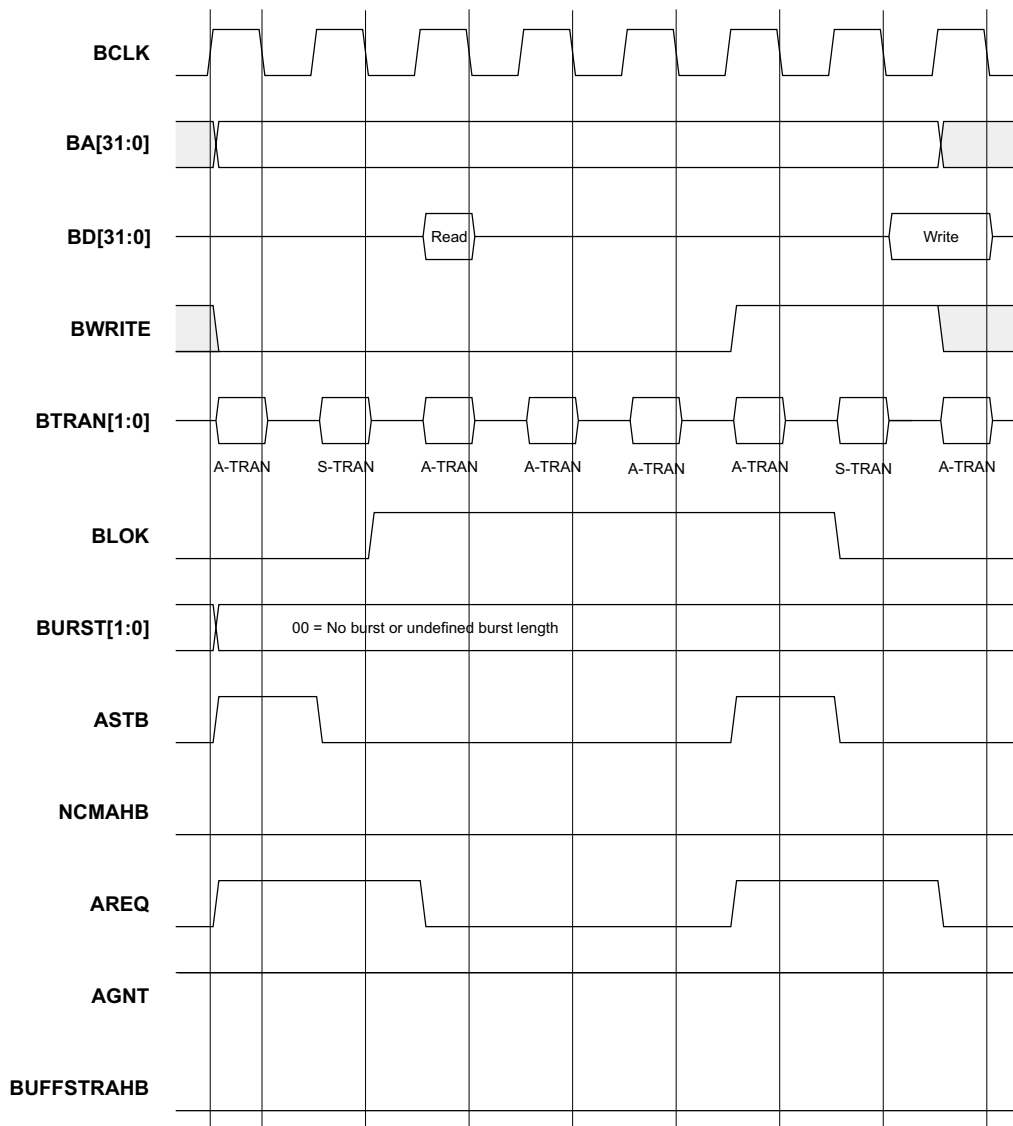 BCLK
BA[31:0]
BD[31:0]
Read
Write
BWRITE
BTRAN[1:0]
A-TRAN S-TRAN A-TRAN A-TRAN A-TRAN A-TRAN S-TRAN A-TRAN
BLOK
BURST[1:0]
00 = No burst or undefined burst length
ASTB
NCMAHB
AREQ
AGNT
BUFFSTRAHB